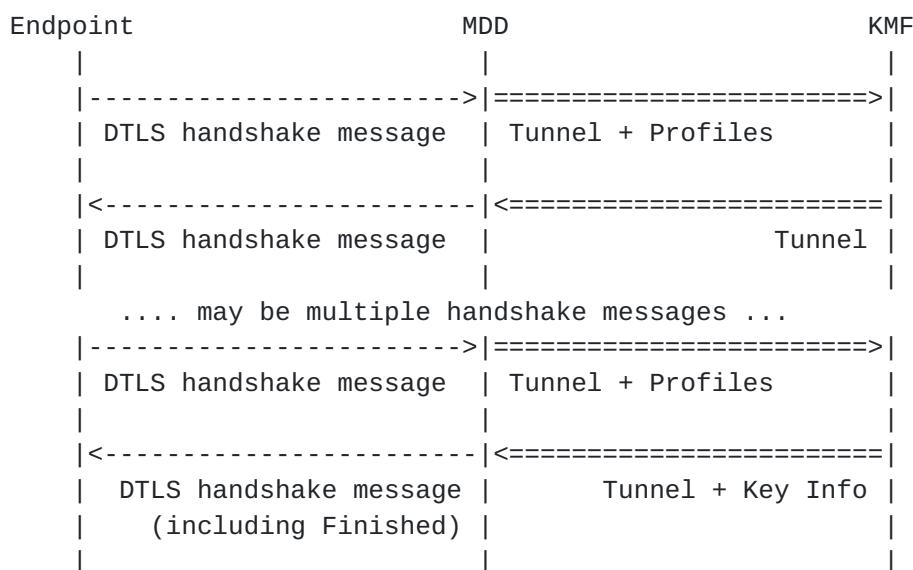 Endpoint MDD KMF
| | |
|------------------------>|========================>|
| DTLS handshake message | Tunnel + Profiles |
| | |
|<------------------------|<========================|
| DTLS handshake message | Tunnel |
| | |
.... may be multiple handshake messages ...
|------------------------>|========================>|
| DTLS handshake message | Tunnel + Profiles |
| | |
|<------------------------|<========================|
| DTLS handshake message | Tunnel + Key Info |
| (including Finished) | |
| | |